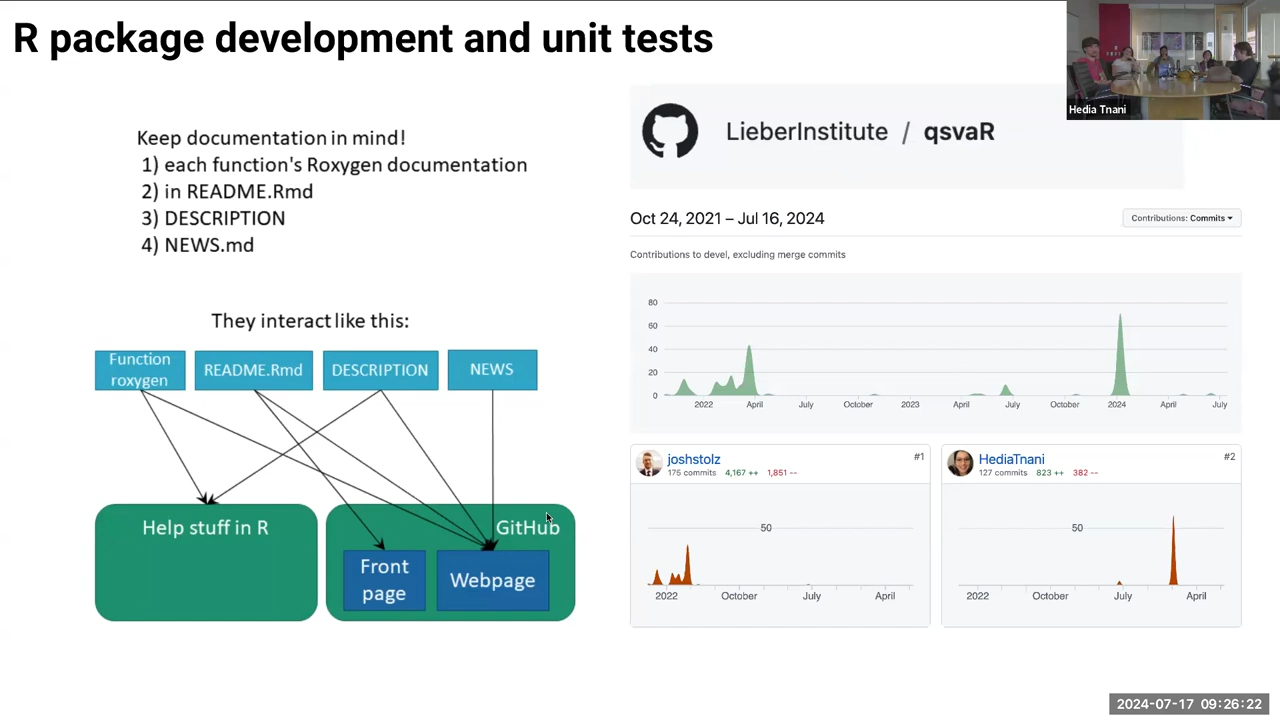 R package development and unit tests
Hedia Tnani
Keep documentation in mind!
1) each function's Roxygen documentation
2) in README.Rmd
3) DESCRIPTION
4) NEWS.md
They interact like this:
Function
roxygen
README.Rmd
DESCRIPTION
NEWS
Help stuff in R
GitHub
Front
page
Webpage
LieberInstitute / qsvaR
Oct 24, 2021 – Jul 16, 2024
Contributions: Commits
Contributions to devel, excluding merge commits
80
60
40
20
0
2022 April July October 2023 April July October 2024 April July
joshstolz #1
175 commits 4,167 ++ 1,851 --
50
2022 October July April
HediaTnani #2
127 commits 823 ++ 382 --
50
2022 October July April
2024-07-17 09:26:22